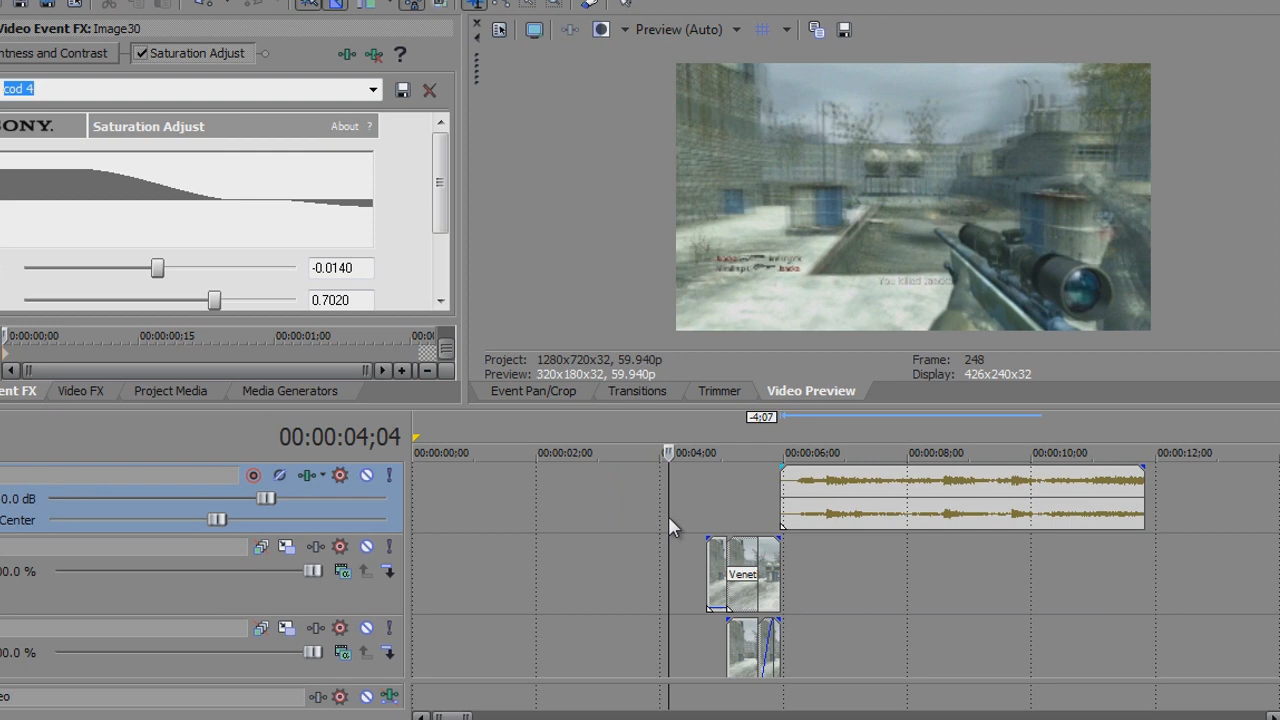 Video Event FX: Image30
ntness and Contrast
Saturation Adjust
?
cod 4
ONY.
Saturation Adjust
About ?
-0.0140
0.7020
0:00:00;00
00:00:00;15
00:00:01;00
00:0
ent FX
Video FX
Project Media
Media Generators
Preview (Auto)
You killed
Project: 1280x720x32, 59.940p
Preview: 320x180x32, 59.940p
Frame: 248
Display: 426x240x32
Event Pan/Crop
Transitions
Trimmer
Video Preview
-4;07
00:00:04;04
00:00:00;00
00:00:02;00
00:04;00
00:00:06;00
00:00:08;00
00:00:10;00
00:00:12;00
0.0 dB
Center
00.0 %
Venet
00.0 %
eo